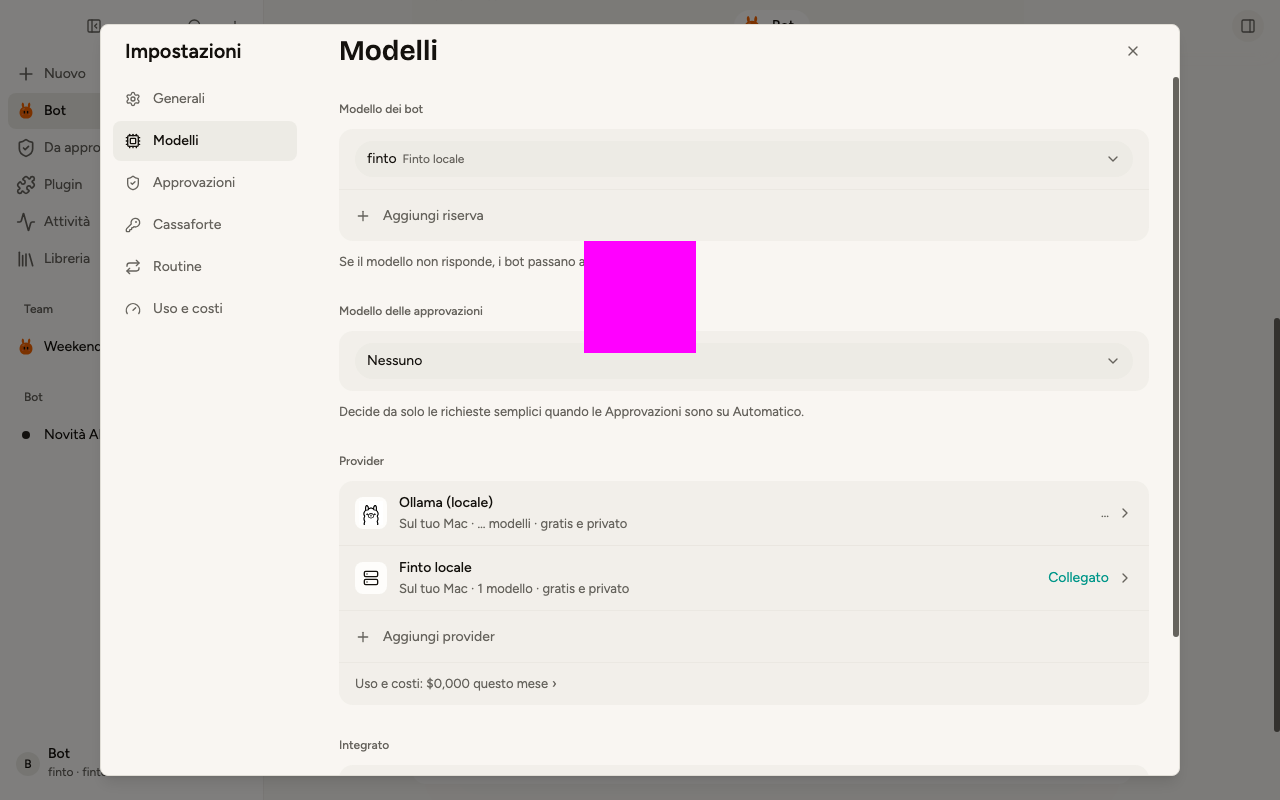 Impostazioni
Generali
Modelli
Approvazioni
Cassaforte
Routine
Uso e costi
Modelli
Modello dei bot
finto Finto locale
Aggiungi riserva
Se il modello non risponde, i bot passano
Modello delle approvazioni
Nessuno
Decide da solo le richieste semplici quando le Approvazioni sono su Automatico.
Provider
Ollama (locale)
Sul tuo Mac · … modelli · gratis e privato
…
Finto locale
Sul tuo Mac · 1 modello · gratis e privato
Collegato
Aggiungi provider
Uso e costi: $0,000 questo mese ›
Integrato
Nuovo
Bot
Da
Plugin
Attività
Libreria
Team
Bot
Novità
B
Bot
finto ·